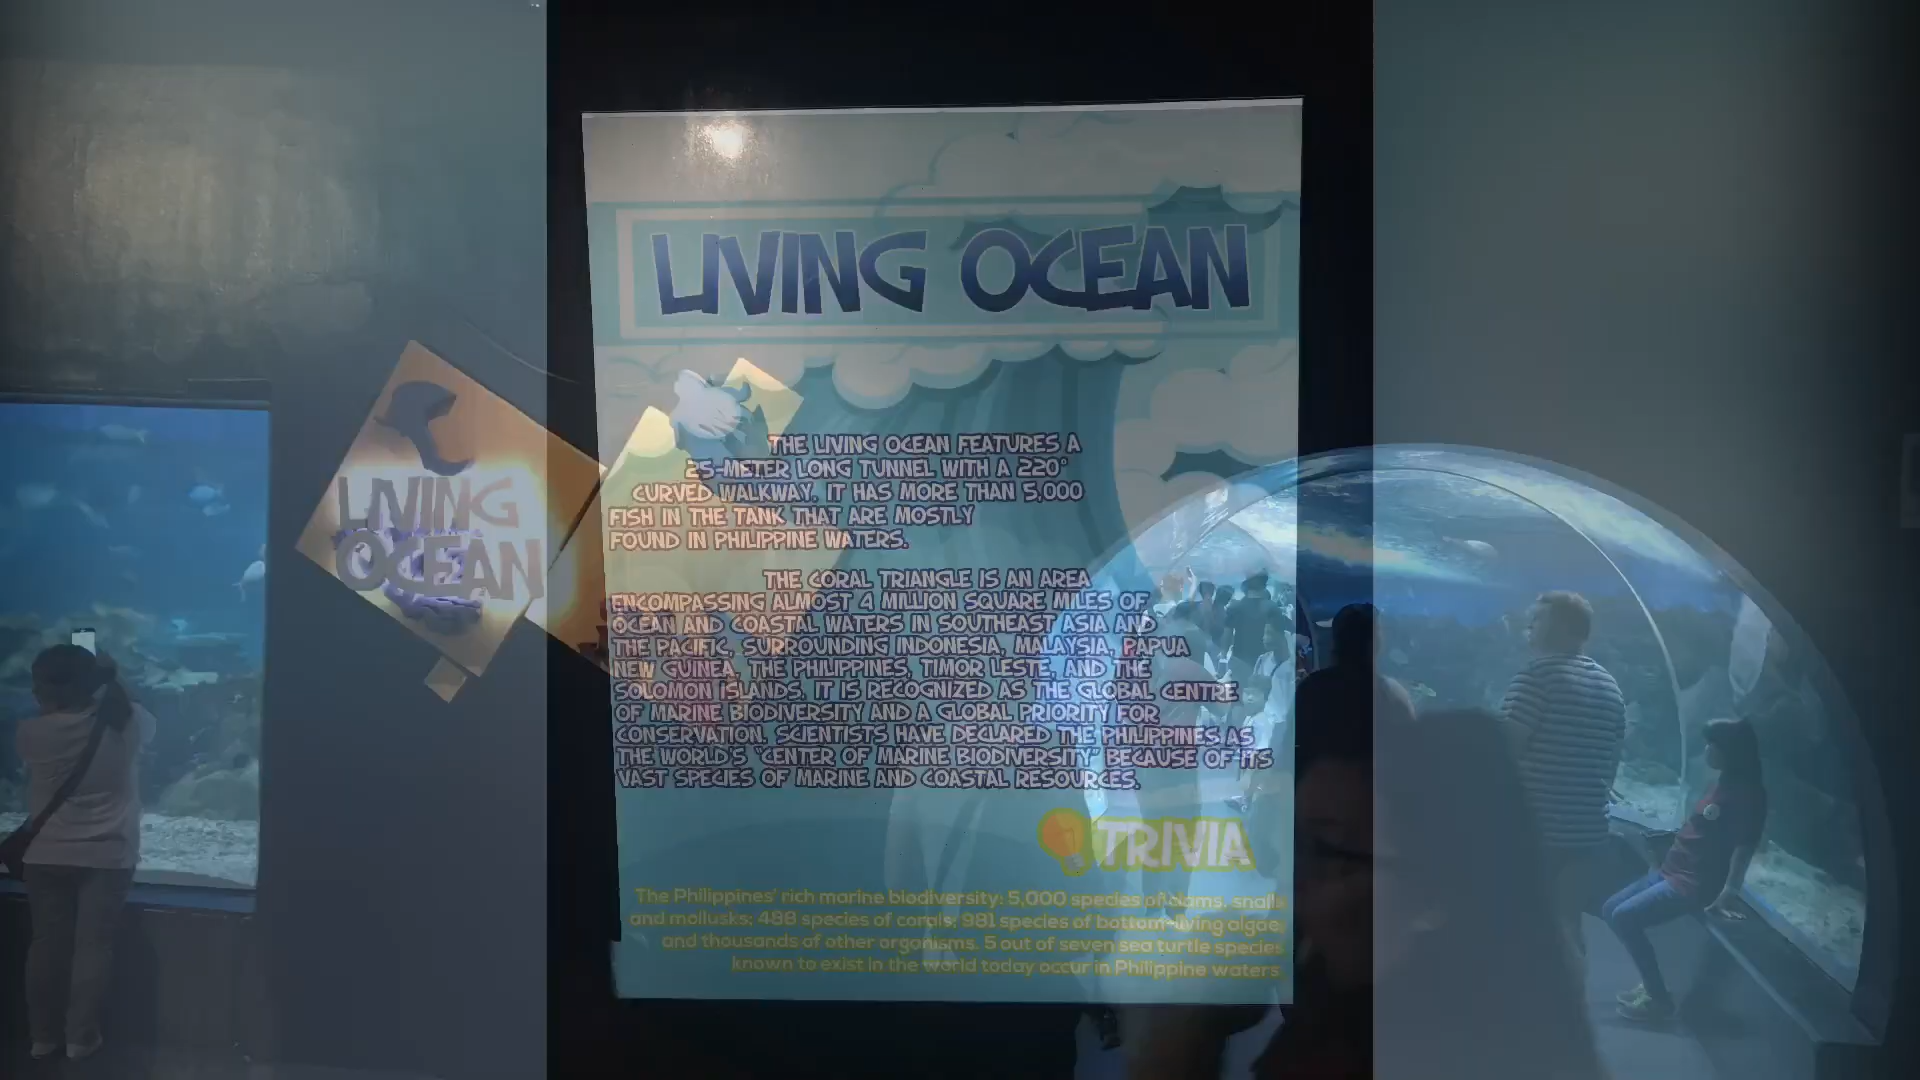 LIVING OCEAN
LIVING
OCEAN
THE LIVING OCEAN FEATURES A
25-METER LONG TUNNEL WITH A 220°
CURVED WALKWAY. IT HAS MORE THAN 5,000
FISH IN THE TANK THAT ARE MOSTLY
FOUND IN PHILIPPINE WATERS.
THE CORAL TRIANGLE IS AN AREA
ENCOMPASSING ALMOST 4 MILLION SQUARE MILES OF
OCEAN AND COASTAL WATERS IN SOUTHEAST ASIA AND
THE PACIFIC, SURROUNDING INDONESIA, MALAYSIA, PAPUA
NEW GUINEA, THE PHILIPPINES, TIMOR LESTE, AND THE
SOLOMON ISLANDS. IT IS RECOGNIZED AS THE GLOBAL CENTRE
OF MARINE BIODIVERSITY AND A GLOBAL PRIORITY FOR
CONSERVATION. SCIENTISTS HAVE DECLARED THE PHILIPPINES AS
THE WORLD'S "CENTER OF MARINE BIODIVERSITY" BECAUSE OF ITS
VAST SPECIES OF MARINE AND COASTAL RESOURCES.
TRIVIA
The Philippines' rich marine biodiversity: 5,000 species of clams, snails
and mollusks; 488 species of corals; 981 species of bottom-living algae,
and thousands of other organisms. 5 out of seven sea turtle species
known to exist in the world today occur in Philippine waters